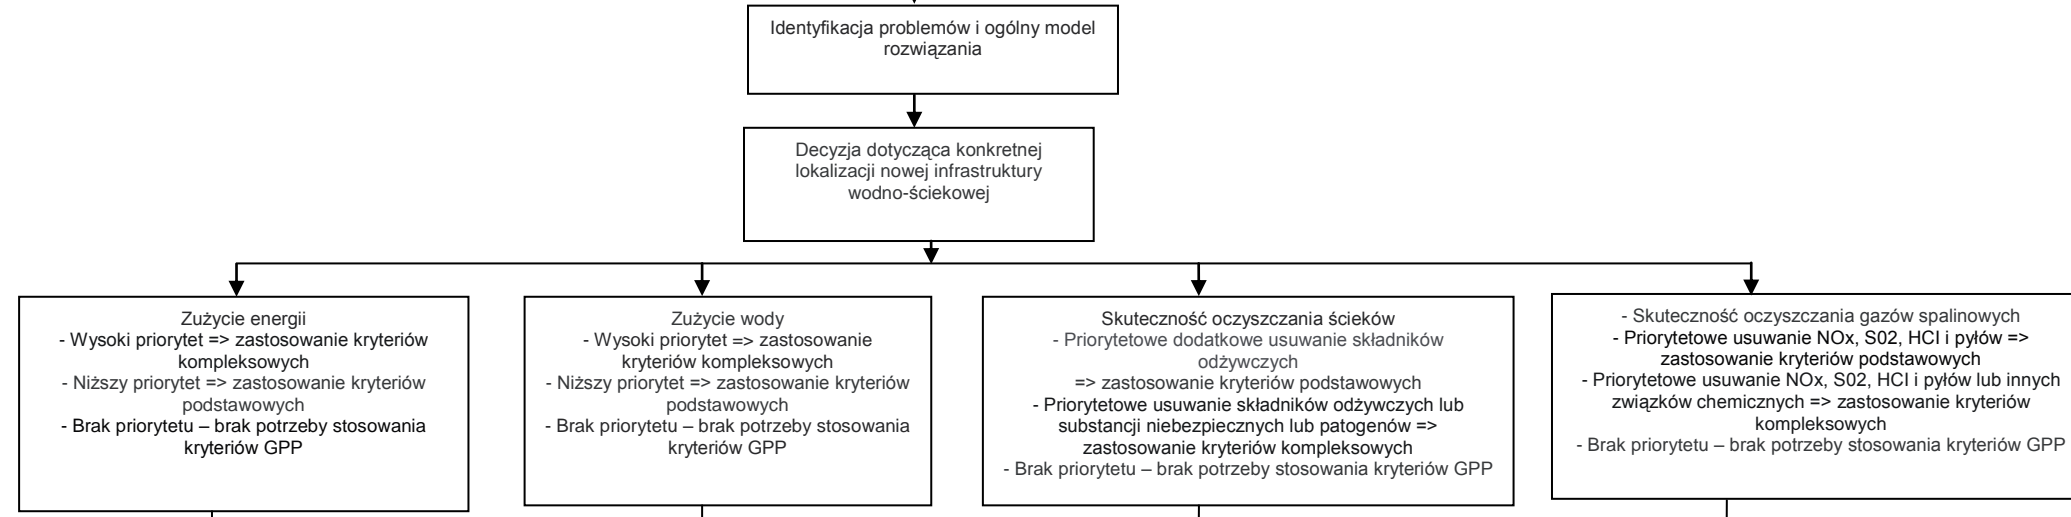 Identyfikacja problemów i ogólny model
rozwiązania
Decyzja dotycząca konkretnej
lokalizacji nowej infrastruktury
wodno-ściekowej
Zużycie energii
- Wysoki priorytet => zastosowanie kryteriów
kompleksowych
- Niższy priorytet => zastosowanie kryteriów
podstawowych
- Brak priorytetu – brak potrzeby stosowania
kryteriów GPP
Zużycie wody
- Wysoki priorytet => zastosowanie
kryteriów kompleksowych
- Niższy priorytet => zastosowanie kryteriów
podstawowych
- Brak priorytetu – brak potrzeby stosowania
kryteriów GPP
Skuteczność oczyszczania ścieków
- Priorytetowe dodatkowe usuwanie składników
odżywczych
=> zastosowanie kryteriów podstawowych
- Priorytetowe usuwanie składników odżywczych lub
substancji niebezpiecznych lub patogenów =>
zastosowanie kryteriów kompleksowych
- Brak priorytetu – brak potrzeby stosowania kryteriów GPP
- Skuteczność oczyszczania gazów spalinowych
- Priorytetowe usuwanie NOx, S02, HCl i pyłów =>
zastosowanie kryteriów podstawowych
- Priorytetowe usuwanie NOx, S02, HCl i pyłów lub innych
związków chemicznych => zastosowanie kryteriów
kompleksowych
- Brak priorytetu – brak potrzeby stosowania kryteriów GPP